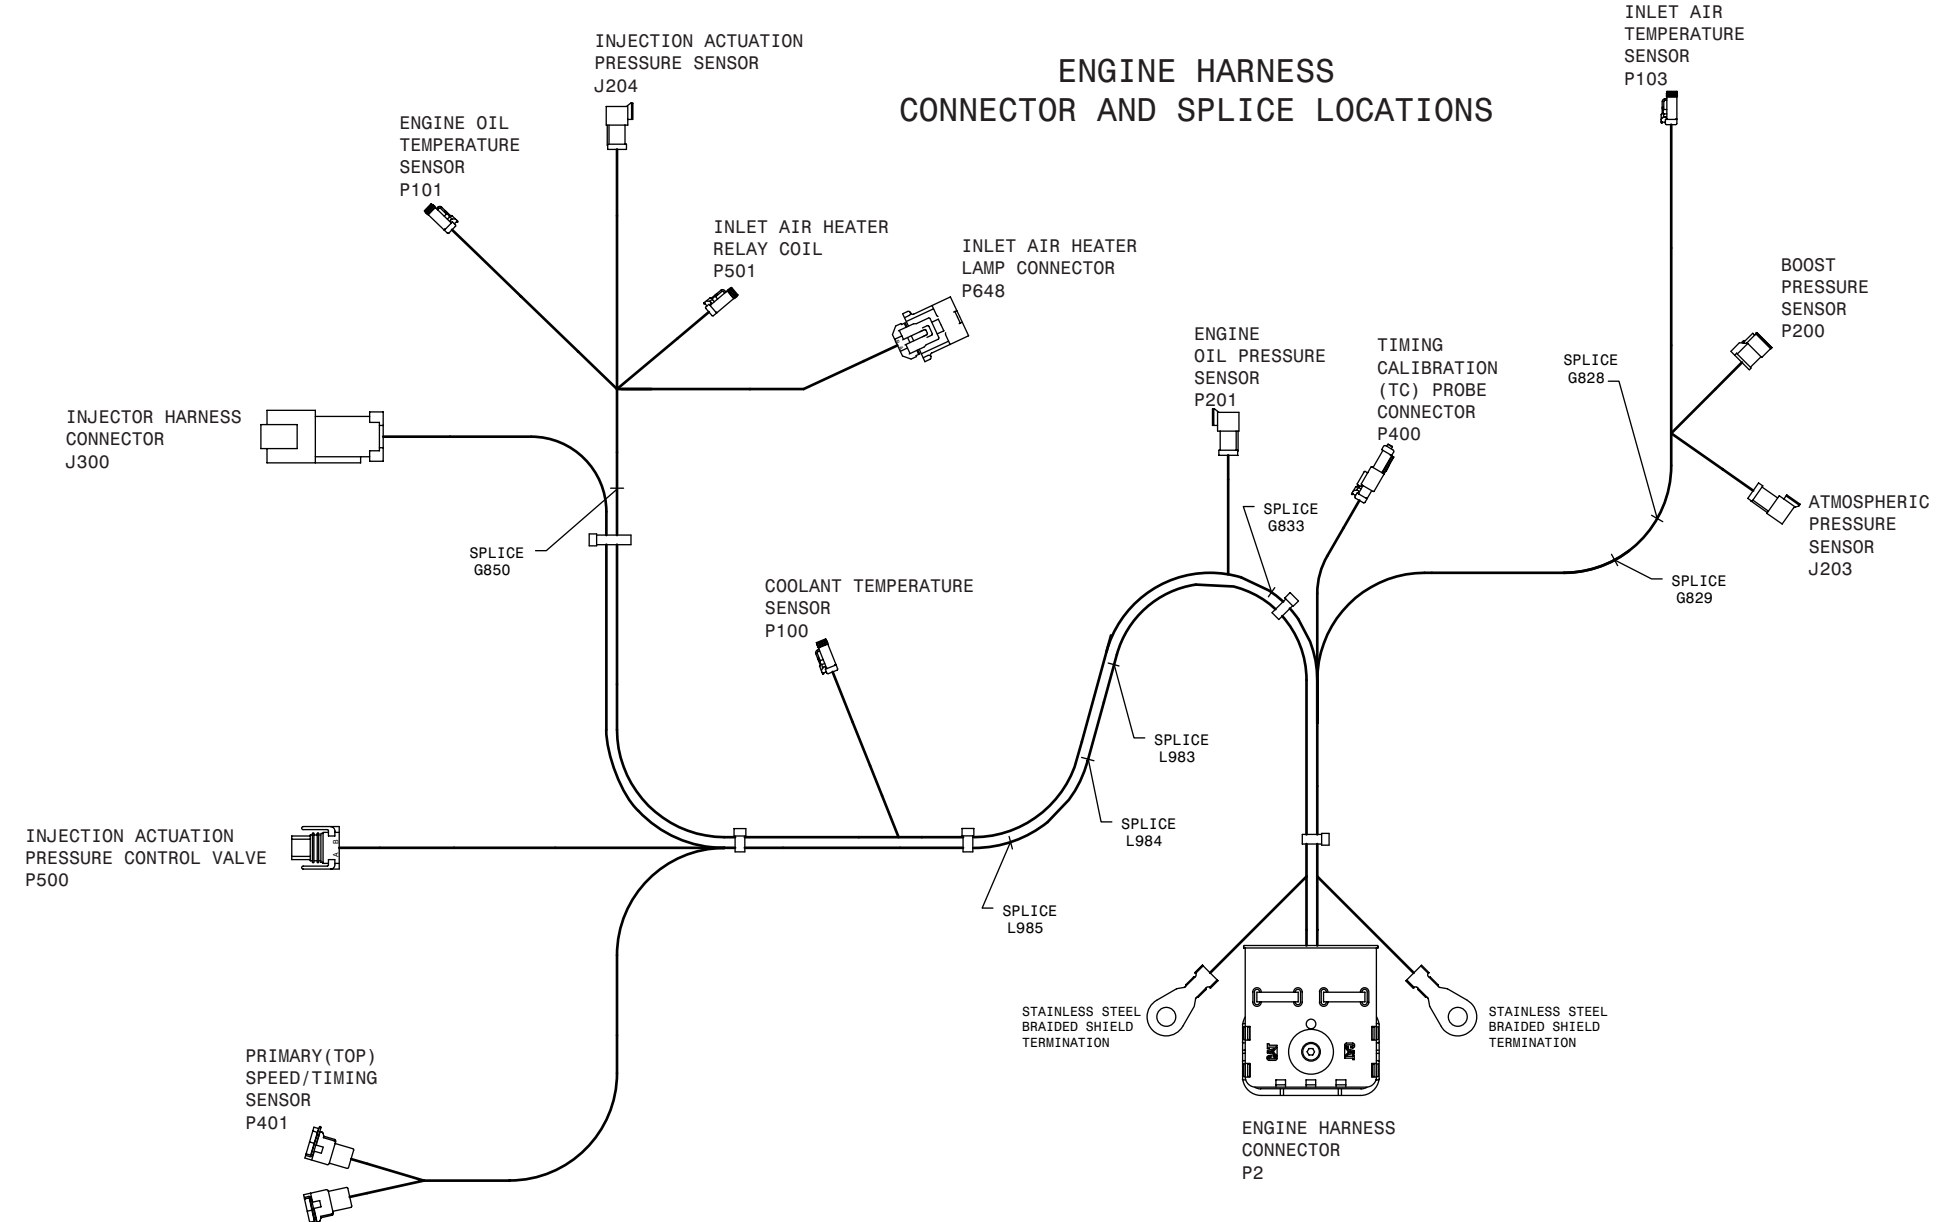 ENGINE HARNESS
CONNECTOR AND SPLICE LOCATIONS
INJECTION ACTUATION
PRESSURE SENSOR
J204
ENGINE OIL
TEMPERATURE
SENSOR
P101
INLET AIR HEATER
RELAY COIL
P501
INLET AIR HEATER
LAMP CONNECTOR
P648
INLET AIR
TEMPERATURE
SENSOR
P103
BOOST
PRESSURE
SENSOR
P200
ENGINE
OIL PRESSURE
SENSOR
P201
TIMING
CALIBRATION
(TC) PROBE
CONNECTOR
P400
SPLICE
G828
INJECTOR HARNESS
CONNECTOR
J300
SPLICE
G850
SPLICE
G833
ATMOSPHERIC
PRESSURE
SENSOR
J203
SPLICE
G829
COOLANT TEMPERATURE
SENSOR
P100
SPLICE
L983
SPLICE
L984
SPLICE
L985
INJECTION ACTUATION
PRESSURE CONTROL VALVE
P500
A B
STAINLESS STEEL
BRAIDED SHIELD
TERMINATION
STAINLESS STEEL
BRAIDED SHIELD
TERMINATION
CAT
CAT
PRIMARY(TOP)
SPEED/TIMING
SENSOR
P401
ENGINE HARNESS
CONNECTOR
P2